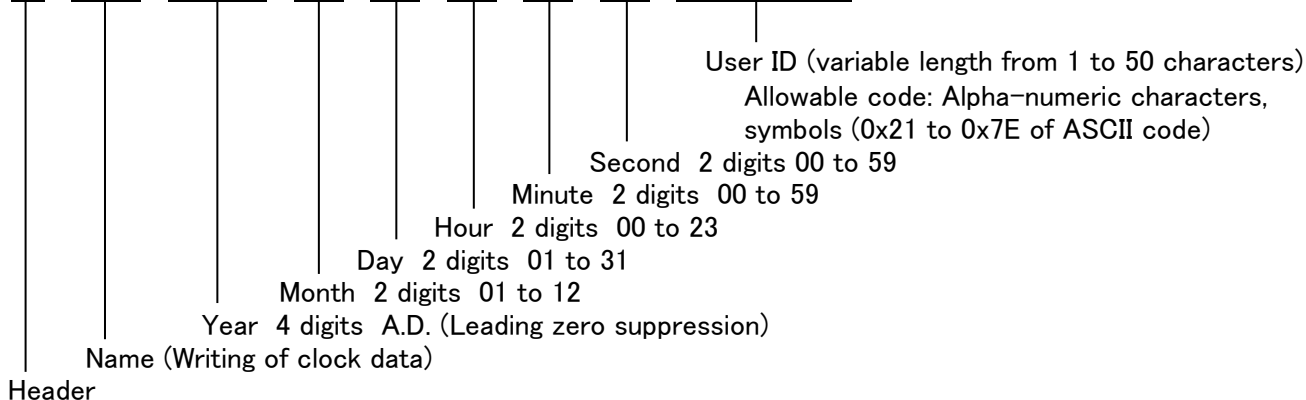 User ID (variable length from 1 to 50 characters)
Allowable code: Alpha-numeric characters,
symbols (0x21 to 0x7E of ASCII code)
Second 2 digits 00 to 59
Minute 2 digits 00 to 59
Hour 2 digits 00 to 23
Day 2 digits 01 to 31
Month 2 digits 01 to 12
Year 4 digits A.D. (Leading zero suppression)
Name (Writing of clock data)
Header